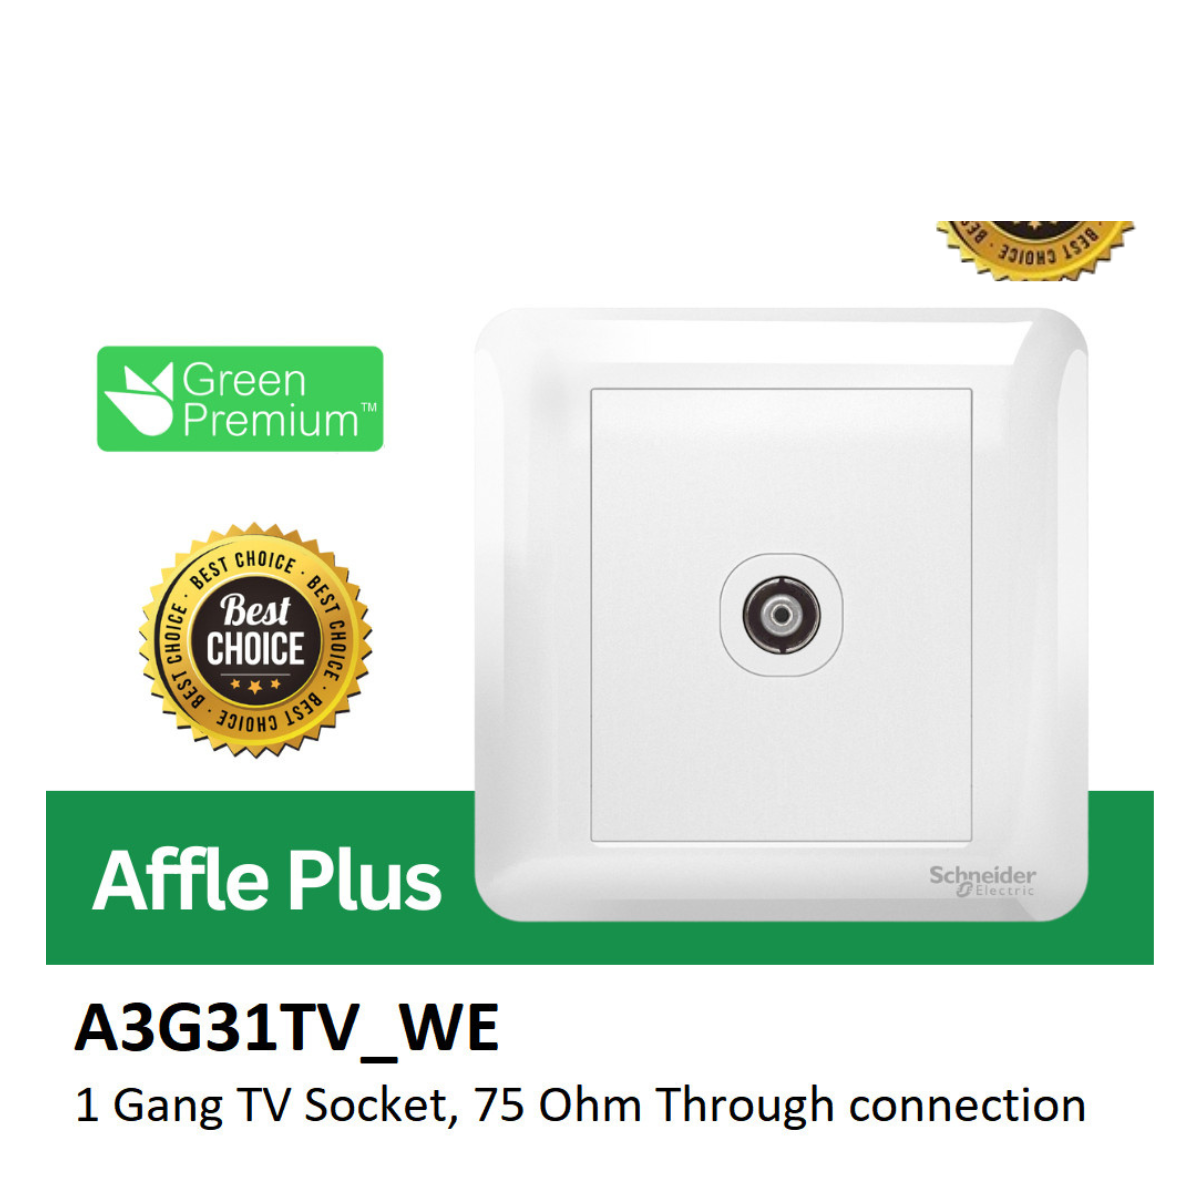 BEST CHOICE
Green
Premium™
BEST CHOICE · BEST CHOICE · BEST CHOICE · BEST CHOICE ·
Best
CHOICE
Affle Plus
Schneider
Electric
A3G31TV_WE
1 Gang TV Socket, 75 Ohm Through connection